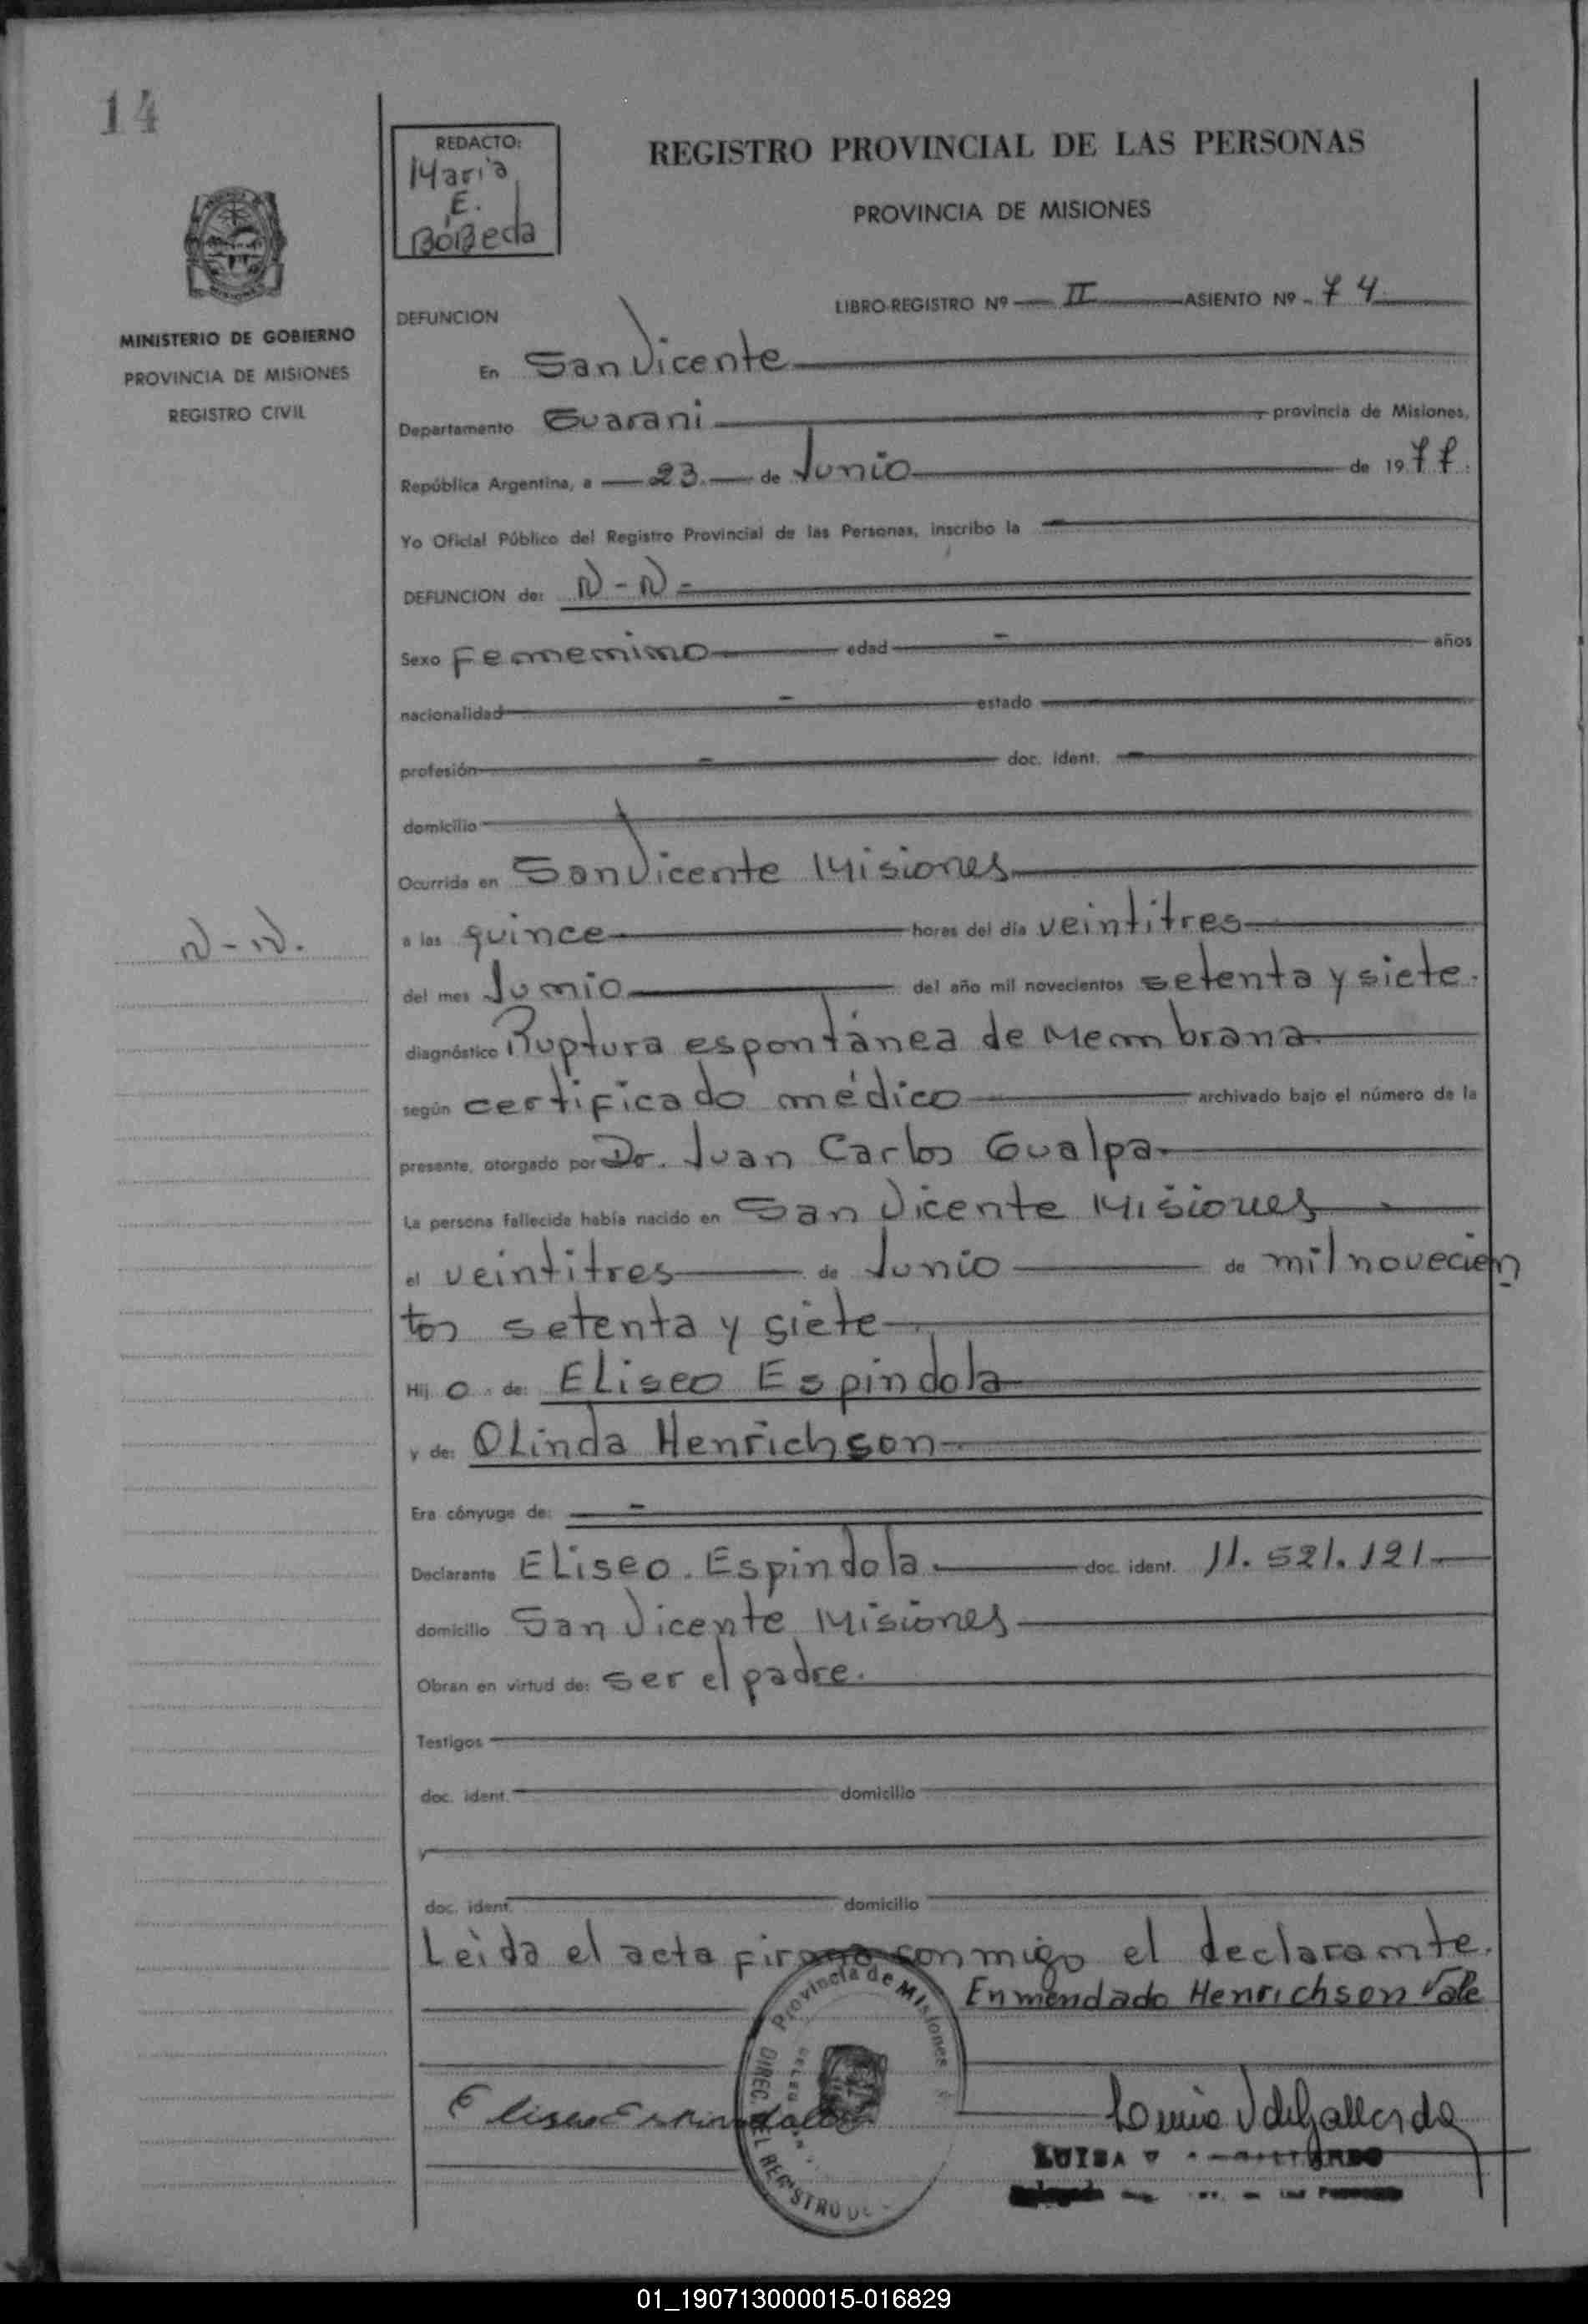 14
REDACTO:
Maria
E.
BóBeda
REGISTRO PROVINCIAL DE LAS PERSONAS
PROVINCIA DE MISIONES
MINISTERIO DE GOBIERNO
PROVINCIA DE MISIONES
REGISTRO CIVIL
LIBRO-REGISTRO Nº II ASIENTO Nº 74
DEFUNCION
En San Vicente
Departamento Guarani provincia de Misiones,
República Argentina, a 23 de Junio de 1977.
Yo Oficial Público del Registro Provincial de las Personas, inscribo la
DEFUNCION de: N-N
Sexo Femenino edad años
nacionalidad estado
profesión doc. ident.
domicilio
Ocurrida en San Vicente Misiones
N-N.
a las quince horas del día veintitres
del mes Junio del año mil novecientos setenta y siete.
diagnóstico Ruptura espontánea de Membrana
según certificado médico archivado bajo el número de la
presente, otorgado por Dr. Juan Carlos Gualpa
La persona fallecida había nacido en San Vicente Misiones
el veintitres de Junio de mil novecien
tos setenta y siete
Hij o de: Eliseo Espindola
y de: Olinda Henrichson
Era cónyuge de:
Declarante Eliseo. Espindola doc. ident. 11.521.121
domicilio San Vicente Misiones
Obran en virtud de: ser el padre.
Testigos
doc. ident. domicilio
y
doc. ident. domicilio
Leida el acta firma conmigo el declarante.
Enmendado Henrichson Vale
Provincia de Misiones
DIREC. DEL REGISTRO DE
Eliseo Espindola
LUISA V
01_190713000015-016829